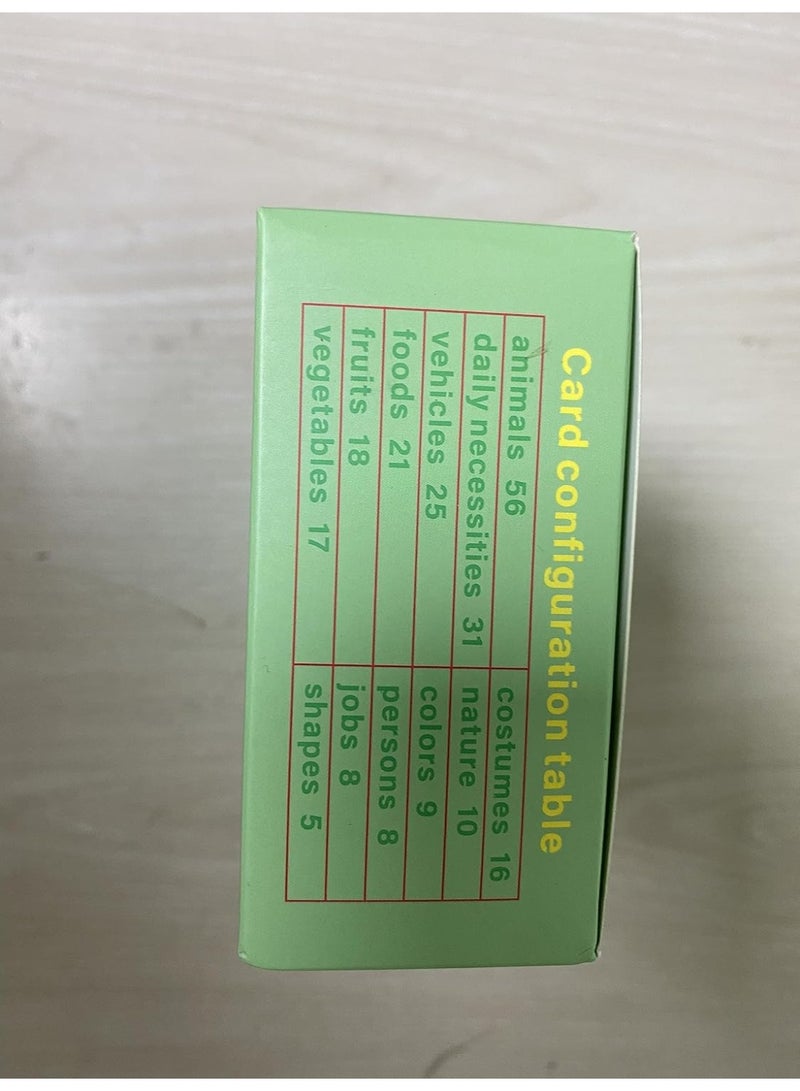 Card configuration table
animals 56 costumes 16
daily necessities 31 nature 10
vehicles 25 colors 9
foods 21 persons 8
fruits 18 jobs 8
vegetables 17 shapes 5